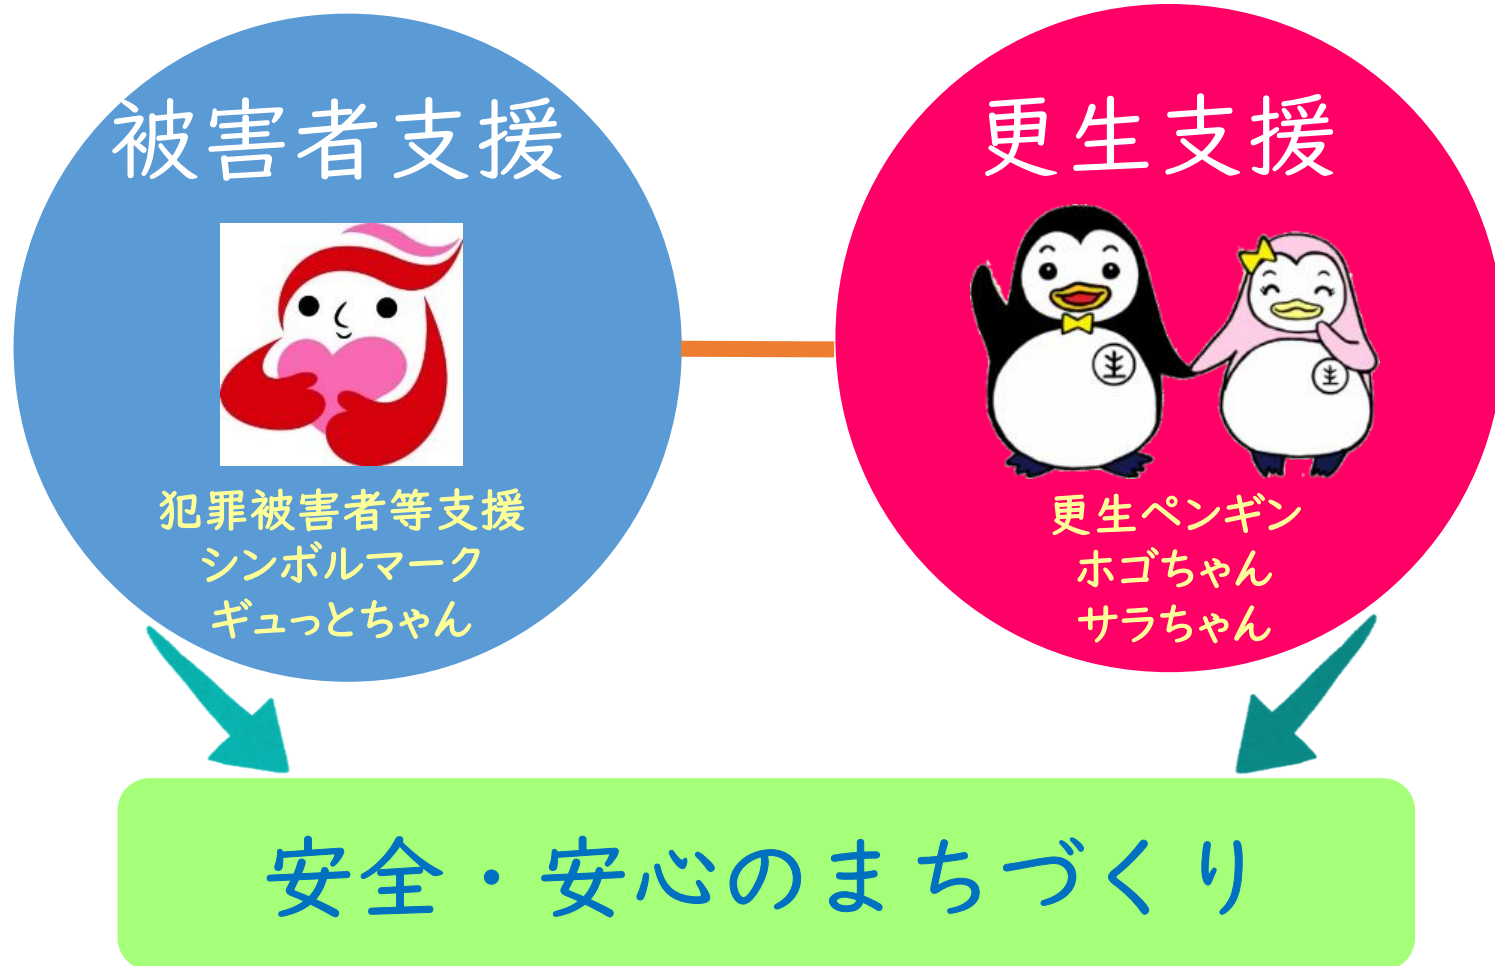 被害者支援
犯罪被害者等支援
シンボルマーク
ギュっとちゃん
更生支援
更生ペンギン
ホゴちゃん
サラちゃん
安全・安心のまちづくり